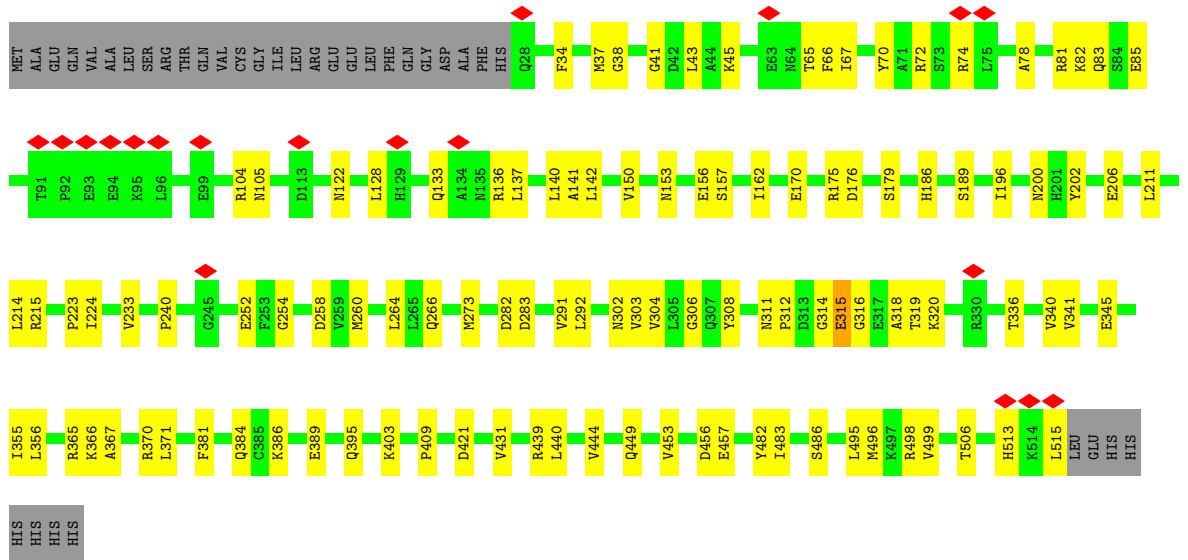 MET ALA GLU GLN VAL ALA LEU SER ARG THR GLN VAL CYS GLY ILE LEU ARG GLU GLU LEU PHE GLN GLY ASP ALA PHE HIS Q28 F34 M37 G38 G41 D42 L43 A44 K45 E63 N64 T65 F66 I67 Y70 A71 R72 S73 R74 L75 A78 R81 K82 Q83 S84 E85
T91 P92 E93 E94 K95 L96 E99 R104 N105 D113 N122 L128 H129 Q133 A134 N135 R136 L137 L140 A141 L142 V150 N153 E156 S157 I162 E170 R175 D176 S179 H186 S189 I196 N200 H201 Y202 E206 L211
L214 R215 P223 I224 V233 P240 G245 E252 F253 G254 D258 V259 M260 L264 L265 Q266 M273 D282 D283 V291 L292 N302 V303 V304 L305 G306 Q307 Y308 N311 P312 D313 G314 E315 G316 E317 A318 T319 K320 R330 T336 V340 V341 E345
I355 L356 R365 K366 A367 R370 L371 F381 Q384 C385 K386 E389 Q395 K403 P409 D421 V431 R439 L440 V444 Q449 V453 D456 E457 Y482 I483 S486 L495 M496 K497 R498 V499 T506 H513 K514 L515 LEU GLU HIS HIS
HIS HIS HIS HIS